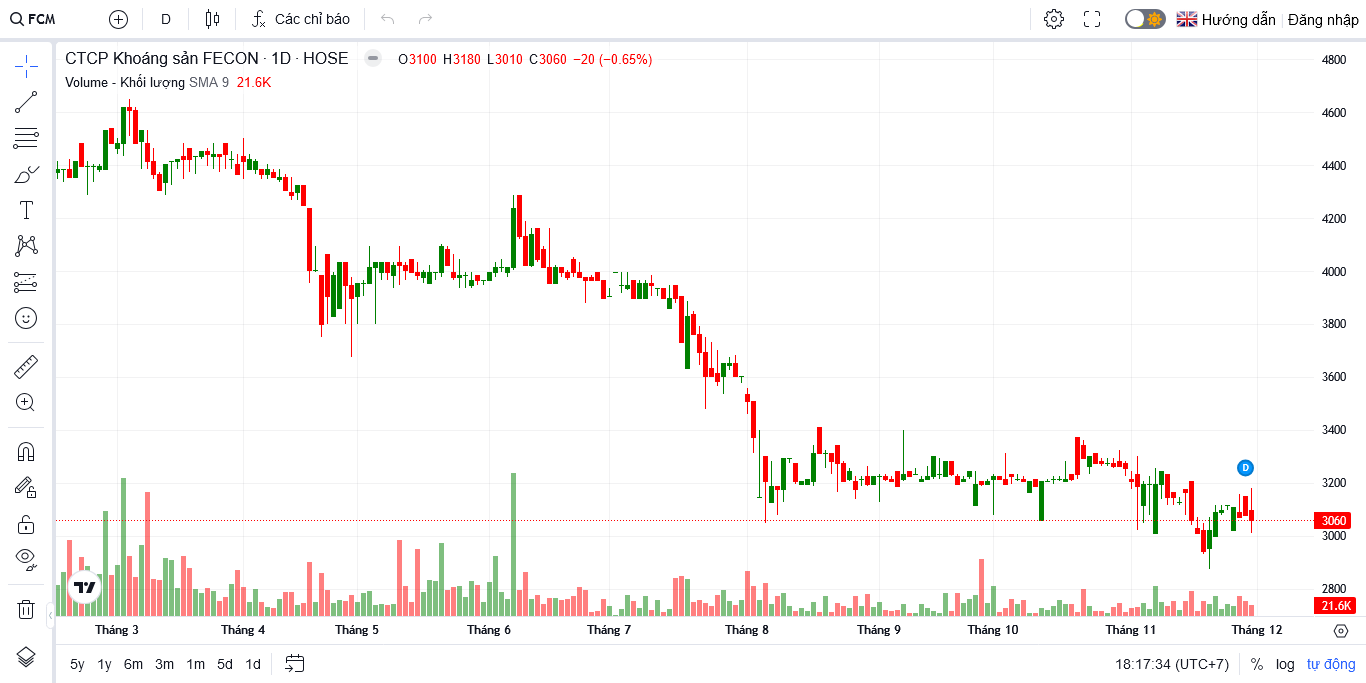 FCM D Các chỉ báo Hướng dẫn Đăng nhập
CTCP Khoáng sản FECON · 1D · HOSE O3100 H3180 L3010 C3060 −20 (−0.65%)
Volume - Khối lượng SMA 9 21.6K
4800
4600
4400
4200
4000
3800
3600
3400
D
3200
3060
3000
2800
21.6K
Tháng 3 Tháng 4 Tháng 5 Tháng 6 Tháng 7 Tháng 8 Tháng 9 Tháng 10 Tháng 11 Tháng 12
5y 1y 6m 3m 1m 5d 1d 18:17:34 (UTC+7) % log tự động